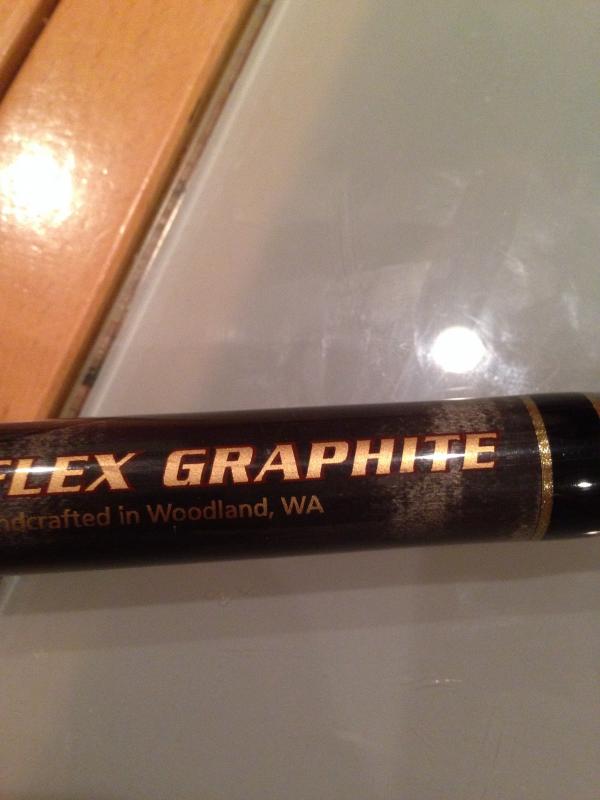 FLEX GRAPHITE
ndcrafted in Woodland, WA